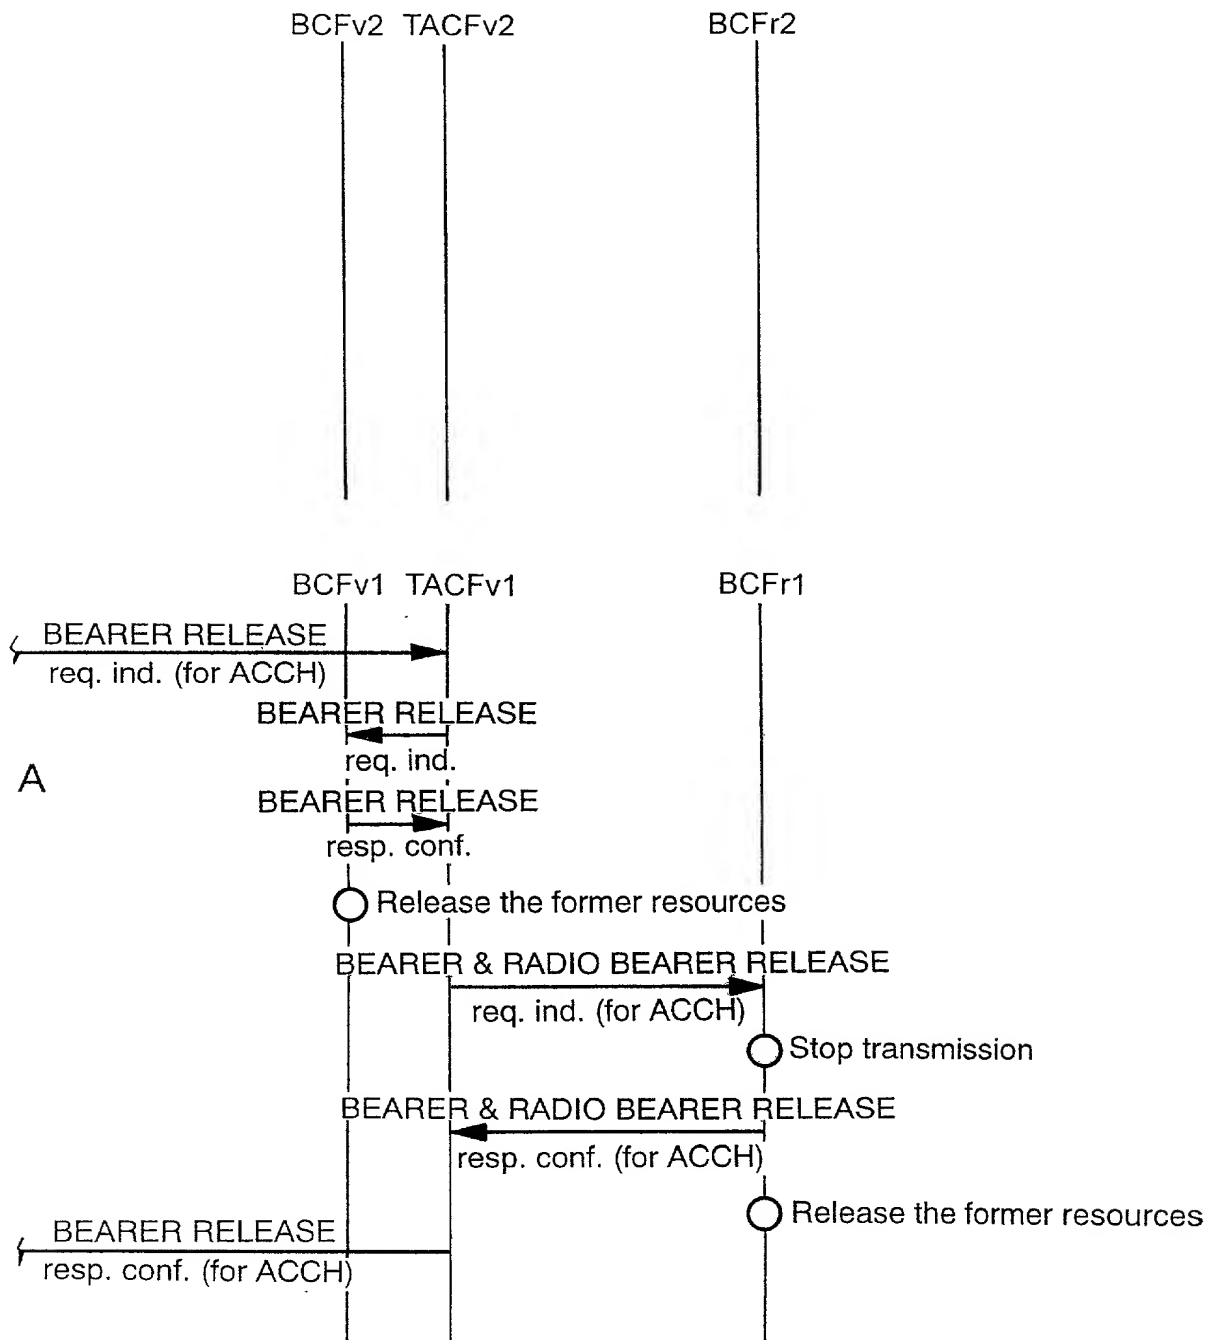 BCFv2 TACFv2 BCFr2
BCFv1 TACFv1 BCFr1
BEARER RELEASE
req. ind. (for ACCH)
BEARER RELEASE
req. ind.
A
BEARER RELEASE
resp. conf.
Release the former resources
BEARER & RADIO BEARER RELEASE
req. ind. (for ACCH)
Stop transmission
BEARER & RADIO BEARER RELEASE
resp. conf. (for ACCH)
Release the former resources
BEARER RELEASE
resp. conf. (for ACCH)